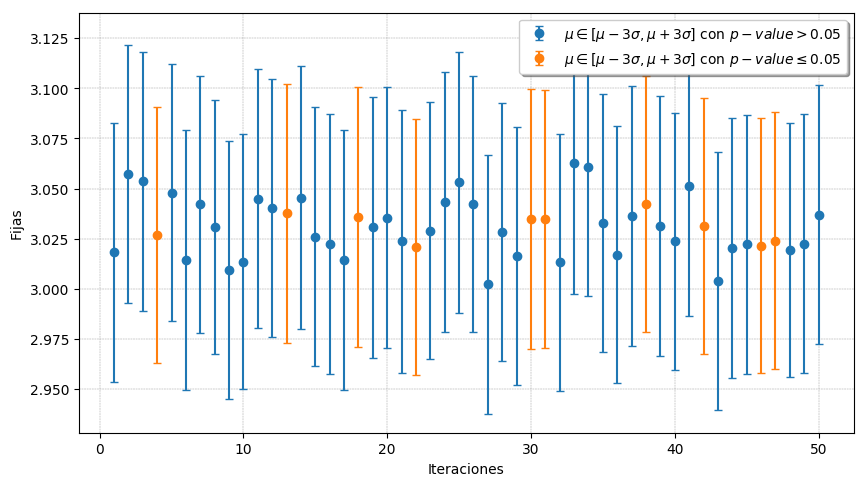 μ ∈ [μ − 3σ, μ + 3σ] con p − value > 0.05
μ ∈ [μ − 3σ, μ + 3σ] con p − value ≤ 0.05
Fijas
3.125
3.100
3.075
3.050
3.025
3.000
2.975
2.950
0 10 20 30 40 50
Iteraciones